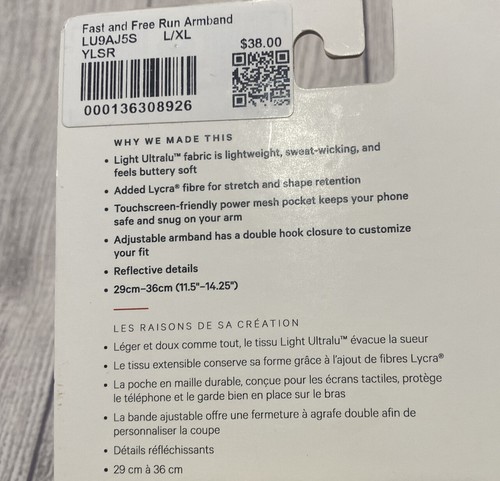 Fast and Free Run Armband
LU9AJ5S L/XL
YLSR
$38.00
000136308926
WHY WE MADE THIS
• Light Ultralu™ fabric is lightweight, sweat-wicking, and
feels buttery soft
• Added Lycra® fibre for stretch and shape retention
• Touchscreen-friendly power mesh pocket keeps your phone
safe and snug on your arm
• Adjustable armband has a double hook closure to customize
your fit
• Reflective details
• 29cm–36cm (11.5"–14.25")
LES RAISONS DE SA CRÉATION
• Léger et doux comme tout, le tissu Light Ultralu™ évacue la sueur
• Le tissu extensible conserve sa forme grâce à l'ajout de fibres Lycra®
• La poche en maille durable, conçue pour les écrans tactiles, protège
le téléphone et le garde bien en place sur le bras
• La bande ajustable offre une fermeture à agrafe double afin de
personnaliser la coupe
• Détails réfléchissants
• 29 cm à 36 cm